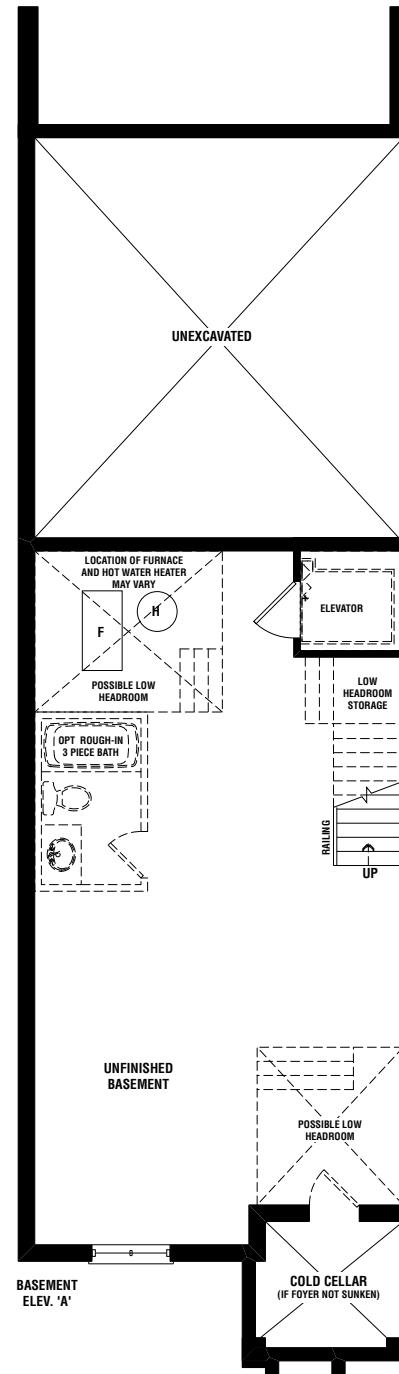 UNEXCAVATED
LOCATION OF FURNACE
AND HOT WATER HEATER
MAY VARY
F
H
POSSIBLE LOW
HEADROOM
ELEVATOR
LOW
HEADROOM
STORAGE
OPT ROUGH-IN
3 PIECE BATH
RAILING
UP
UNFINISHED
BASEMENT
POSSIBLE LOW
HEADROOM
COLD CELLAR
(IF FOYER NOT SUNKEN)
BASEMENT
ELEV. 'A'